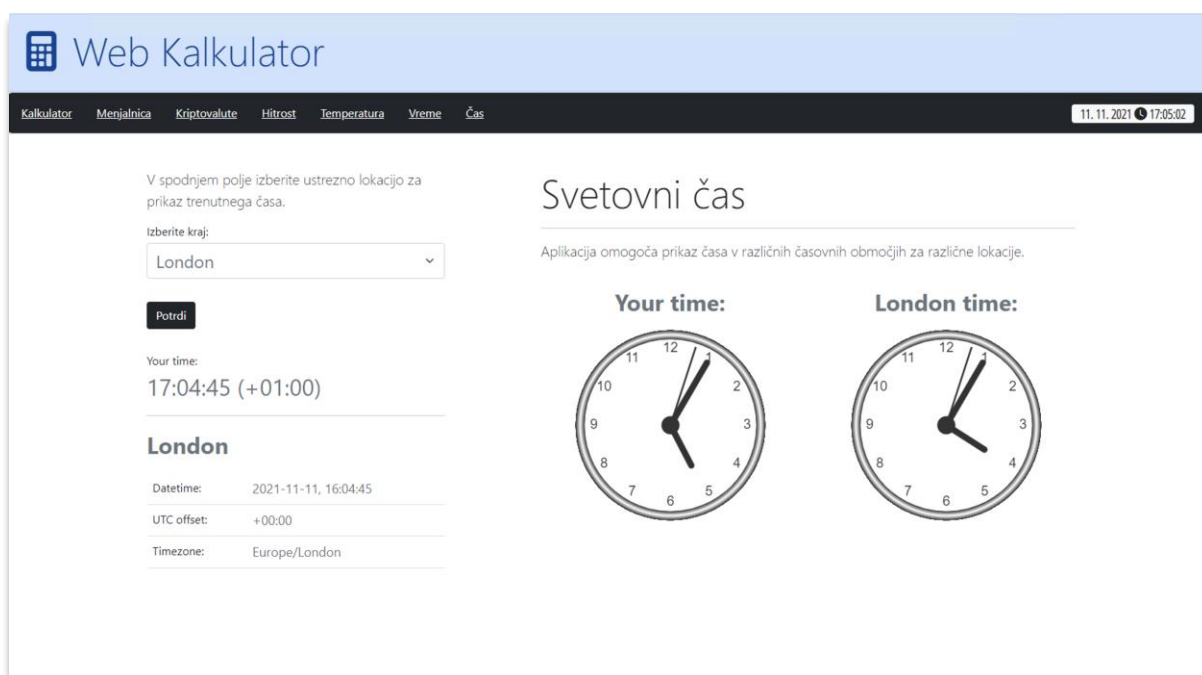 Web Kalkulator
Kalkulator Menjalnica Kriptovalute Hitrost Temperatura Vreme Čas 11. 11. 2021 17:05:02
V spodnjem polje izberite ustrezno lokacijo za
prikaz trenutnega časa.
Izberite kraj:
London
Potrdi
Your time:
17:04:45 (+01:00)
London
Datetime: 2021-11-11, 16:04:45
UTC offset: +00:00
Timezone: Europe/London
Svetovni čas
Aplikacija omogoča prikaz časa v različnih časovnih območjih za različne lokacije.
Your time:
12
1
2
3
4
5
6
7
8
9
10
11
London time:
12
1
2
3
4
5
6
7
8
9
10
11